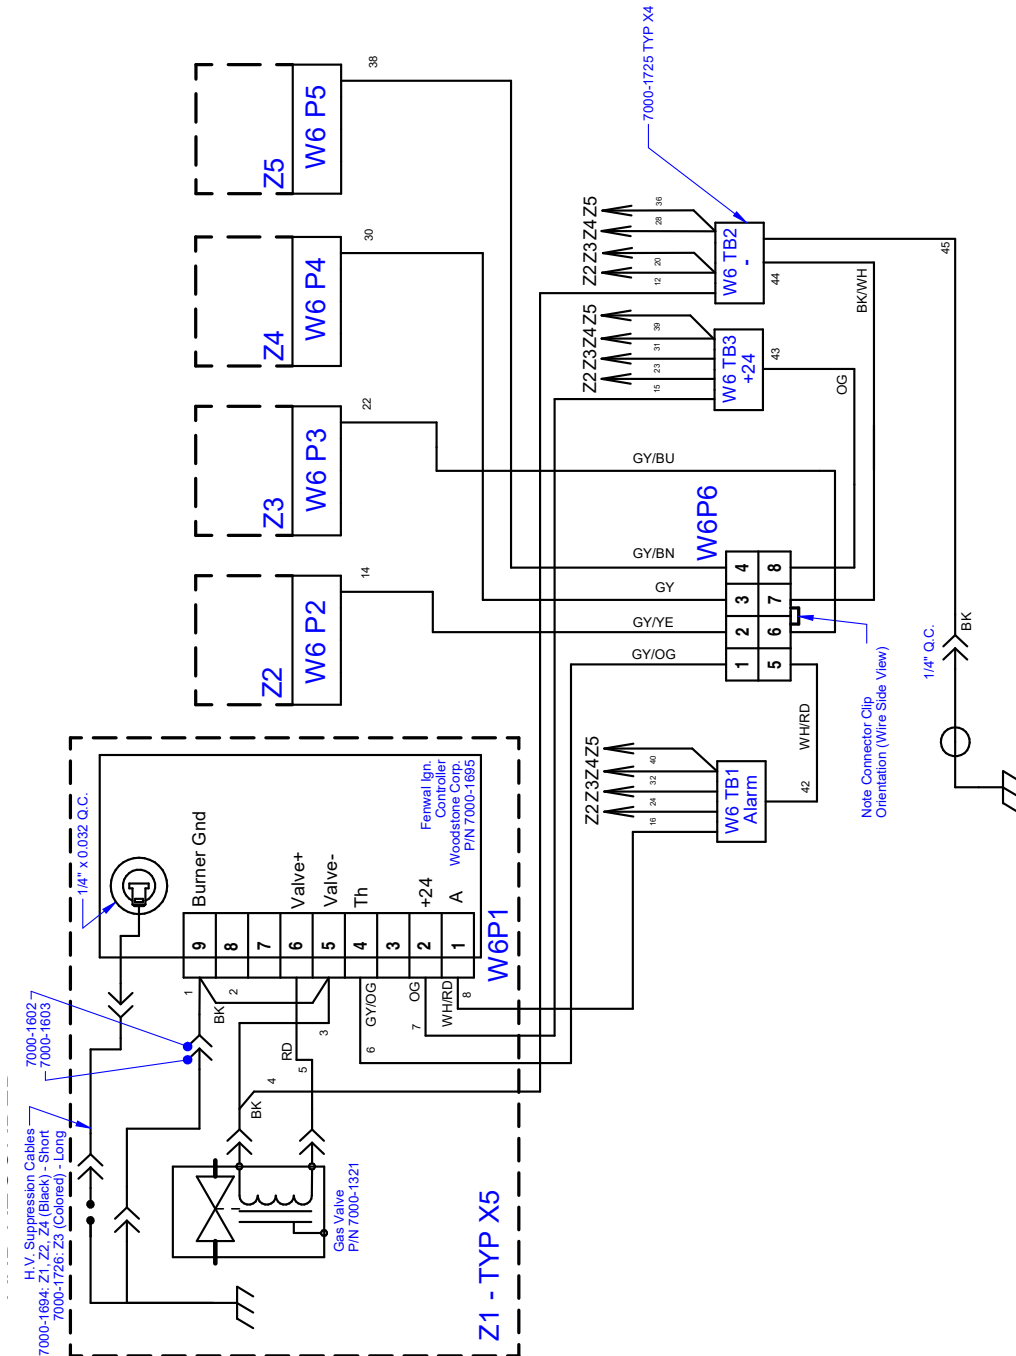 38
W6 P5
Z5
30
W6 P4
Z4
22
W6 P3
Z3
14
W6 P2
Z2
7000-1725 TYP X4
Z2Z3Z4Z5
36
28
20
12
W6 TB2
-
44
45
BK/WH
Z2Z3Z4Z5
39
31
23
15
W6 TB3
+24
43
OG
GY/BU
W6P6
GY/BN
GY
GY/YE
GY/OG
4 8
3 7
2 6
1 5
WH/RD
42
Note Connector Clip
Orientation (Wire Side View)
1/4" Q.C.
BK
Z2Z3Z4Z5
40
32
24
16
W6 TB1
Alarm
1/4" x 0.032 Q.C.
Fenwal Ign.
Controller
Woodstone Corp.
P/N 7000-1695
Burner Gnd
Valve+
Valve-
Th
+24
A
9
8
7
6
5
4
3
2
1
W6P1
1
2
BK
3
RD
5
4
BK
GY/OG
6
OG
7
WH/RD
8
7000-1602
7000-1603
H.V. Suppression Cables
7000-1694: Z1, Z2, Z4 (Black) - Short
7000-1726: Z3 (Colored) - Long
Gas Valve
P/N 7000-1321
Z1 - TYP X5